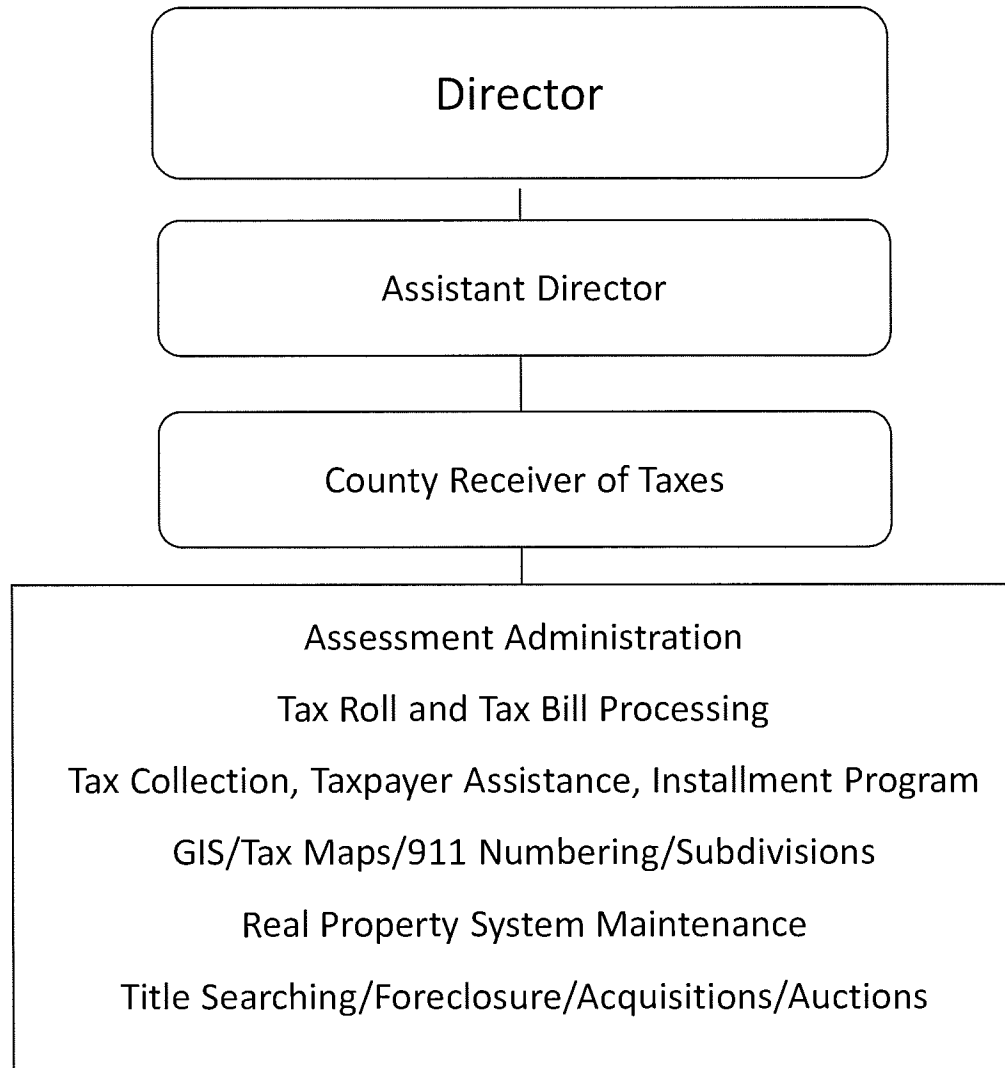 Director
Assistant Director
County Receiver of Taxes
Assessment Administration
Tax Roll and Tax Bill Processing
Tax Collection, Taxpayer Assistance, Installment Program
GIS/Tax Maps/911 Numbering/Subdivisions
Real Property System Maintenance
Title Searching/Foreclosure/Acquisitions/Auctions